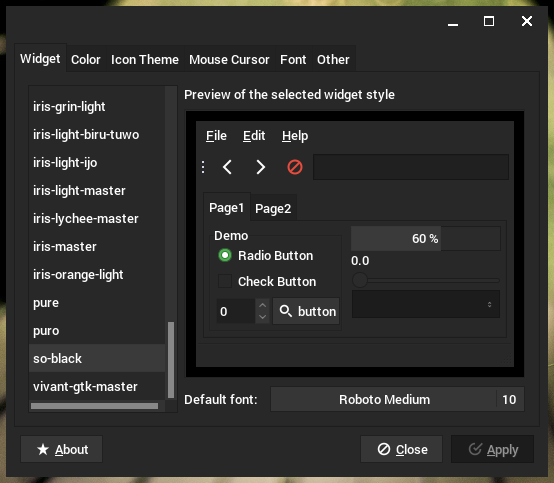 Widget Color Icon Theme Mouse Cursor Font Other
iris-grin-light
iris-light-biru-tuwo
iris-light-ijo
iris-light-master
iris-lychee-master
iris-master
iris-orange-light
pure
puro
so-black
vivant-gtk-master
Preview of the selected widget style
File Edit Help
Page1 Page2
Demo
Radio Button
Check Button
0 button
60 %
0.0
Default font: Roboto Medium 10
About Close Apply